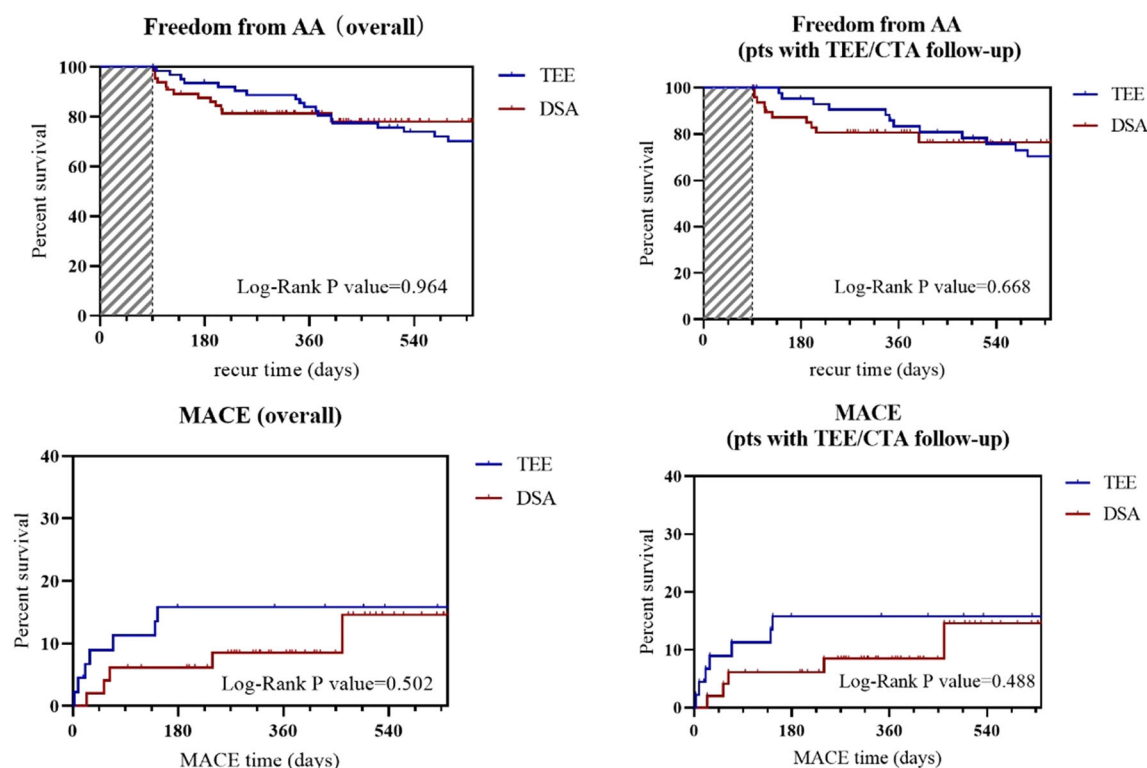 Freedom from AA (overall)
Percent survival
100
80
60
40
20
0
0 180 360 540
recur time (days)
Log-Rank P value=0.964
TEE
DSA
Freedom from AA
(pts with TEE/CTA follow-up)
Percent survival
100
80
60
40
20
0
0 180 360 540
recur time (days)
Log-Rank P value=0.668
TEE
DSA
MACE (overall)
Percent survival
40
30
20
10
0
0 180 360 540
MACE time (days)
Log-Rank P value=0.502
TEE
DSA
MACE
(pts with TEE/CTA follow-up)
Percent survival
40
30
20
10
0
0 180 360 540
MACE time (days)
Log-Rank P value=0.488
TEE
DSA